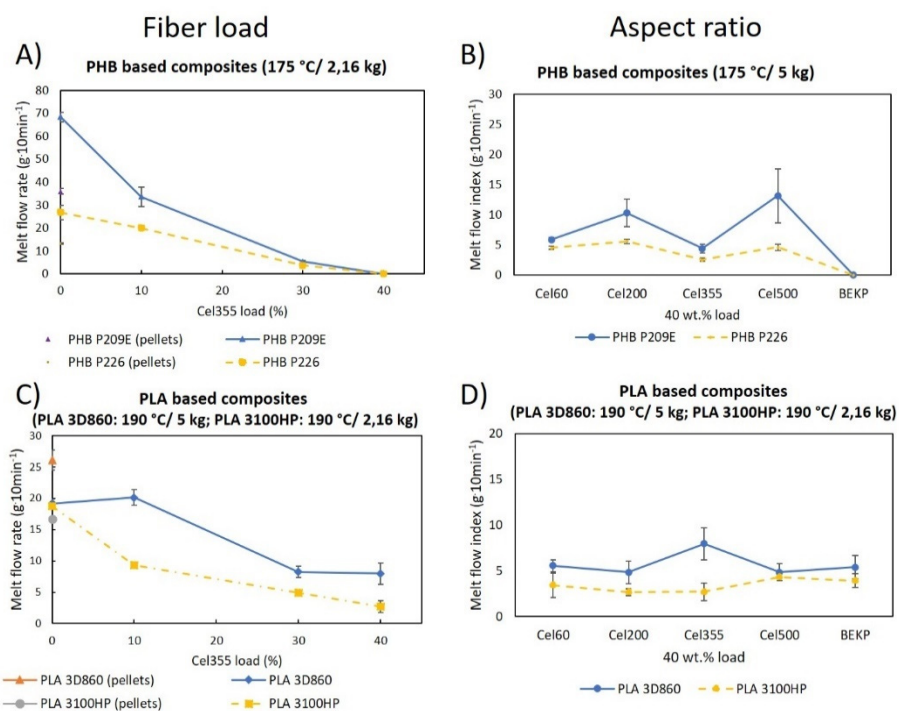 Fiber load
Aspect ratio
A)
PHB based composites (175 °C/ 2,16 kg)
Melt flow rate (g·10min⁻¹)
80
70
60
50
40
30
20
10
0
0
10
20
30
40
Cel355 load (%)
PHB P209E (pellets)
PHB P209E
PHB P226 (pellets)
PHB P226
B)
PHB based composites (175 °C/ 5 kg)
Melt flow index (g·10min⁻¹)
30
25
20
15
10
5
0
Cel60
Cel200
Cel355
Cel500
BEKP
40 wt.% load
PHB P209E
PHB P226
C)
PLA based composites
(PLA 3D860: 190 °C/ 5 kg; PLA 3100HP: 190 °C/ 2,16 kg)
Melt flow rate (g·10min⁻¹)
30
25
20
15
10
5
0
0
10
20
30
40
Cel355 load (%)
PLA 3D860 (pellets)
PLA 3D860
PLA 3100HP (pellets)
PLA 3100HP
D)
PLA based composites
(PLA 3D860: 190 °C/ 5 kg; PLA 3100HP: 190 °C/ 2,16 kg)
Melt flow index (g·10min⁻¹)
20
15
10
5
0
Cel60
Cel200
Cel355
Cel500
BEKP
40 wt.% load
PLA 3D860
PLA 3100HP